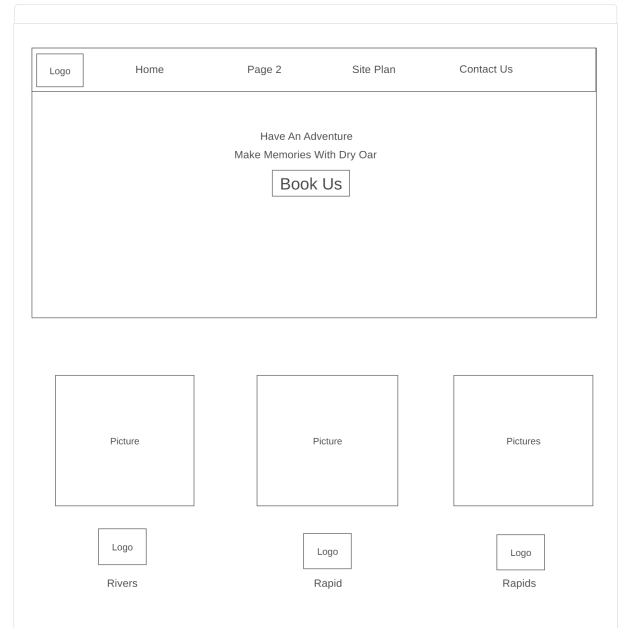 Logo Home Page 2 Site Plan Contact Us
Have An Adventure
Make Memories With Dry Oar
Book Us
Picture Picture Pictures
Logo Logo Logo
Rivers Rapid Rapids